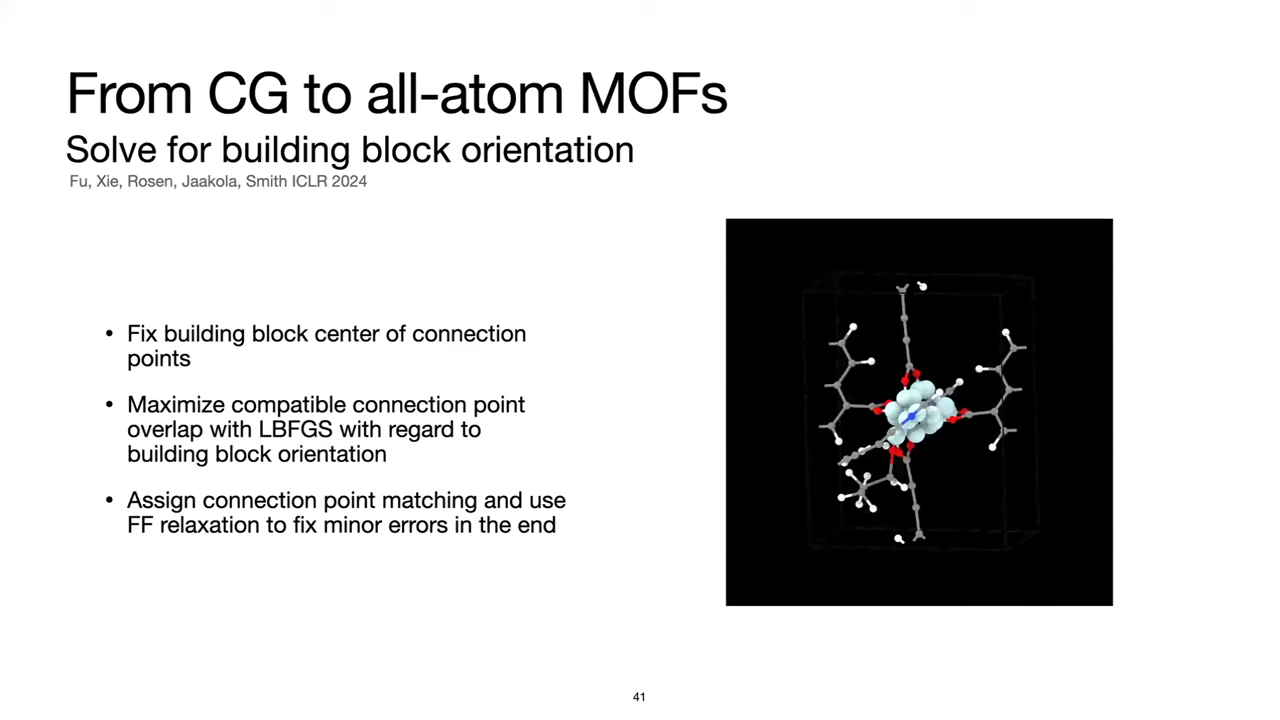 From CG to all-atom MOFs
Solve for building block orientation
Fu, Xie, Rosen, Jaakola, Smith ICLR 2024
• Fix building block center of connection
points
• Maximize compatible connection point
overlap with LBFGS with regard to
building block orientation
• Assign connection point matching and use
FF relaxation to fix minor errors in the end
41